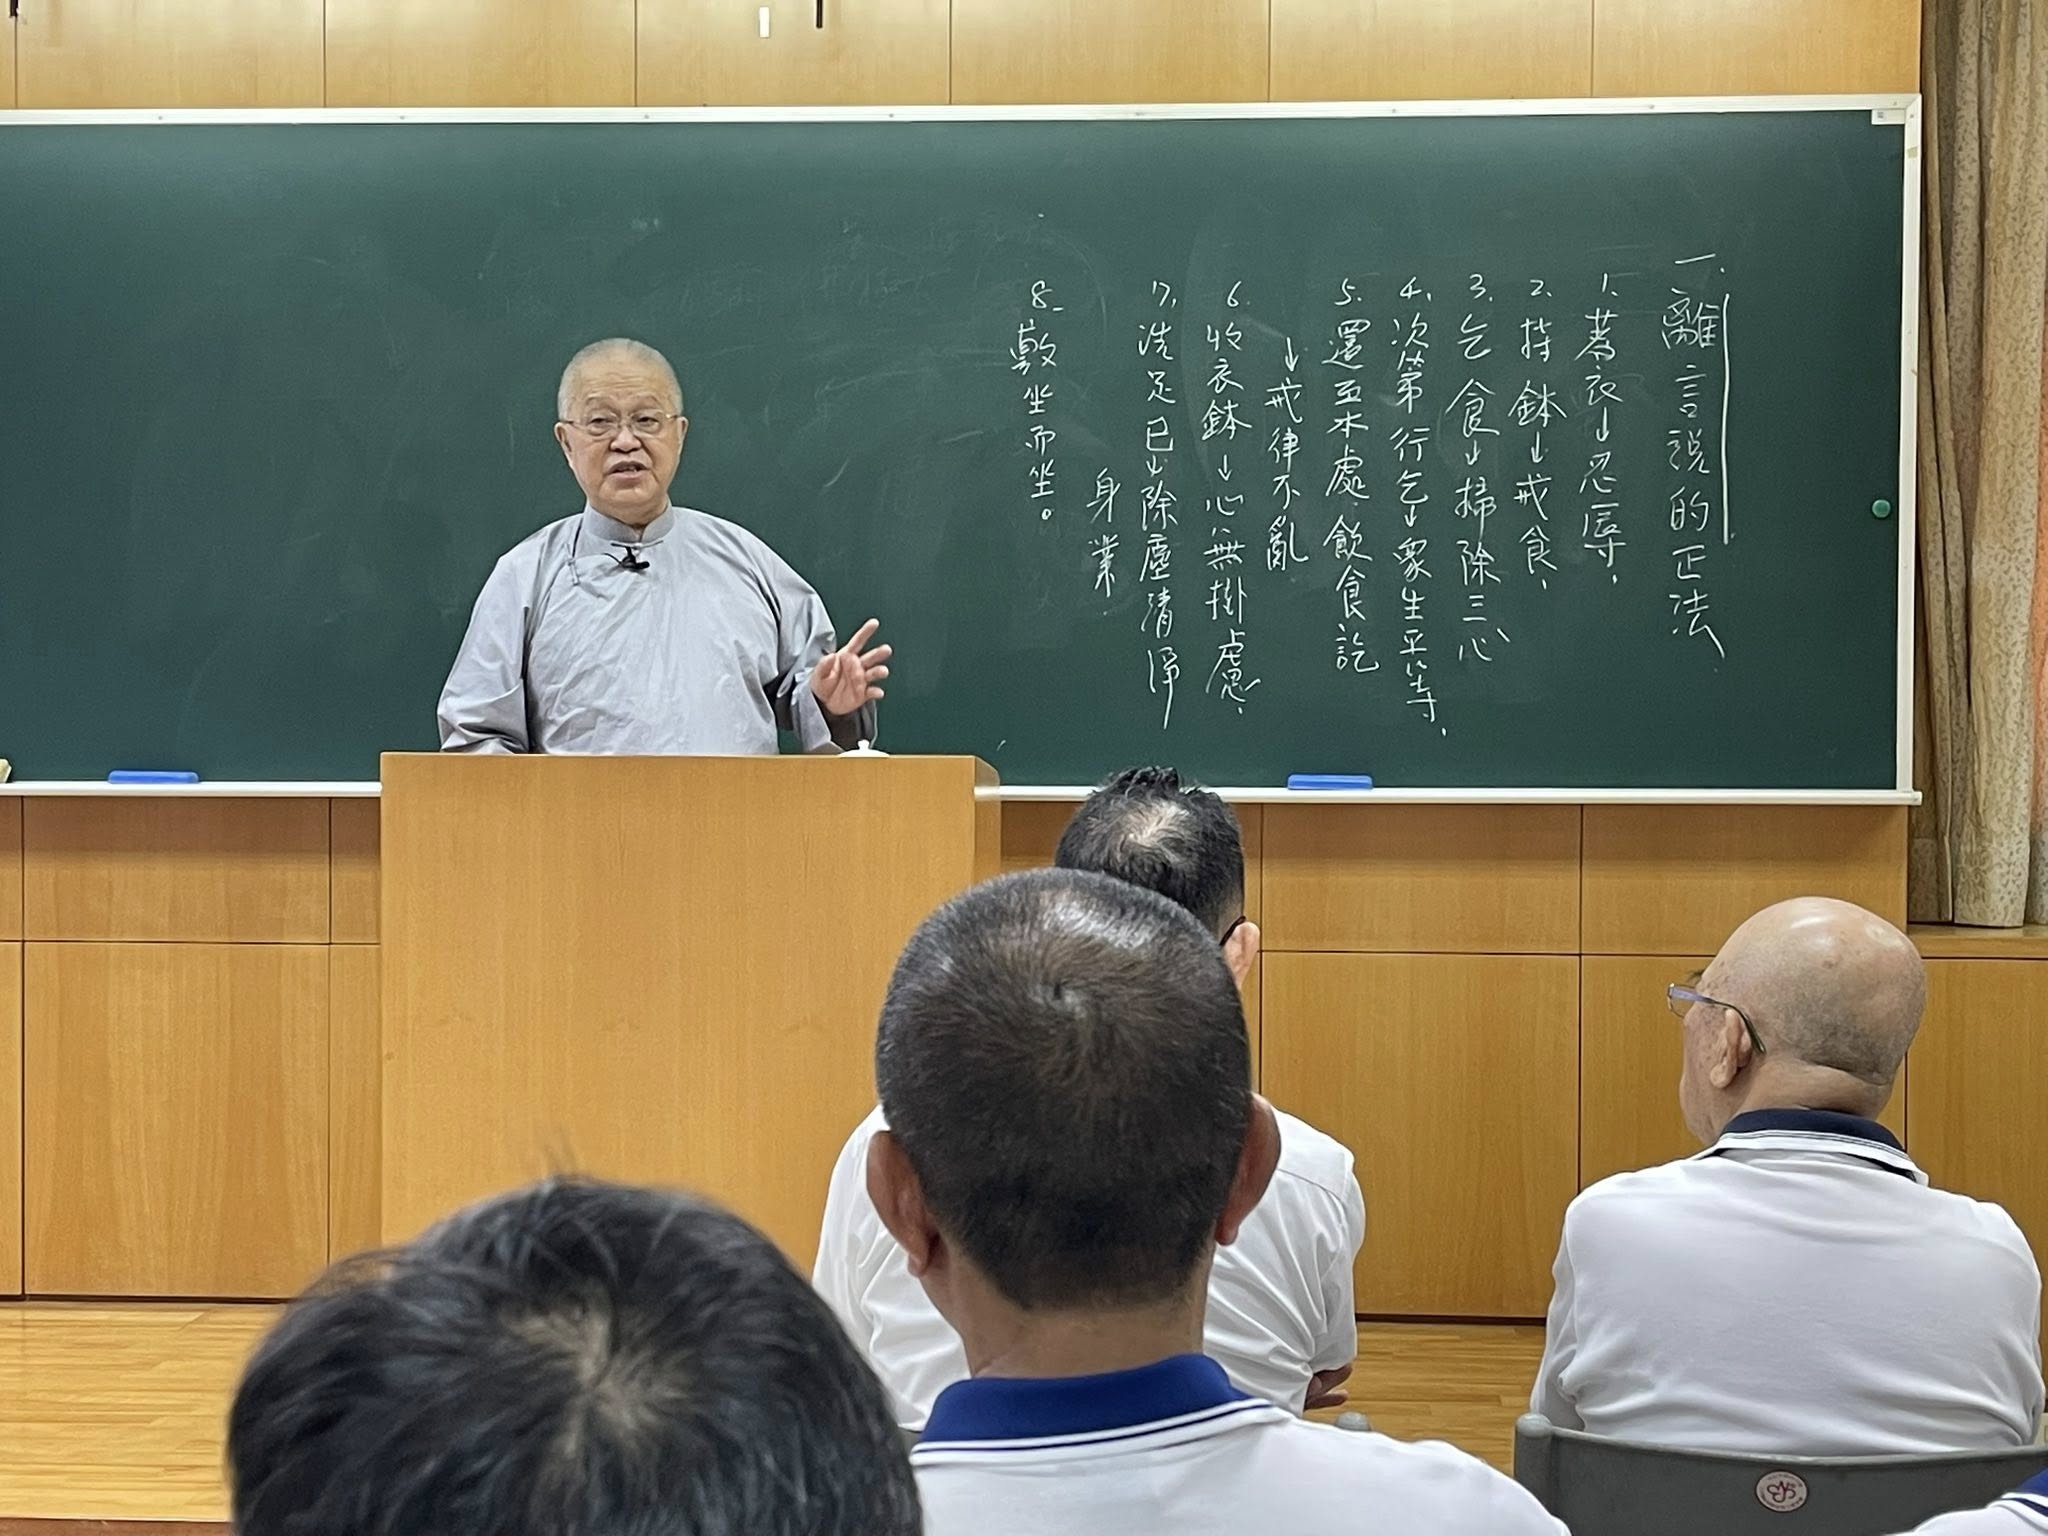 一、離言說的正法
1.著衣→忍辱.
2.持鉢→戒食、
3.乞食→掃除三心
4.次第行乞→眾生平等.
5.還至本處.飲食訖
→戒律不亂
6.收衣鉢→心無掛慮.
7.洗足已→除塵清淨
身業.
8.敷坐而坐。